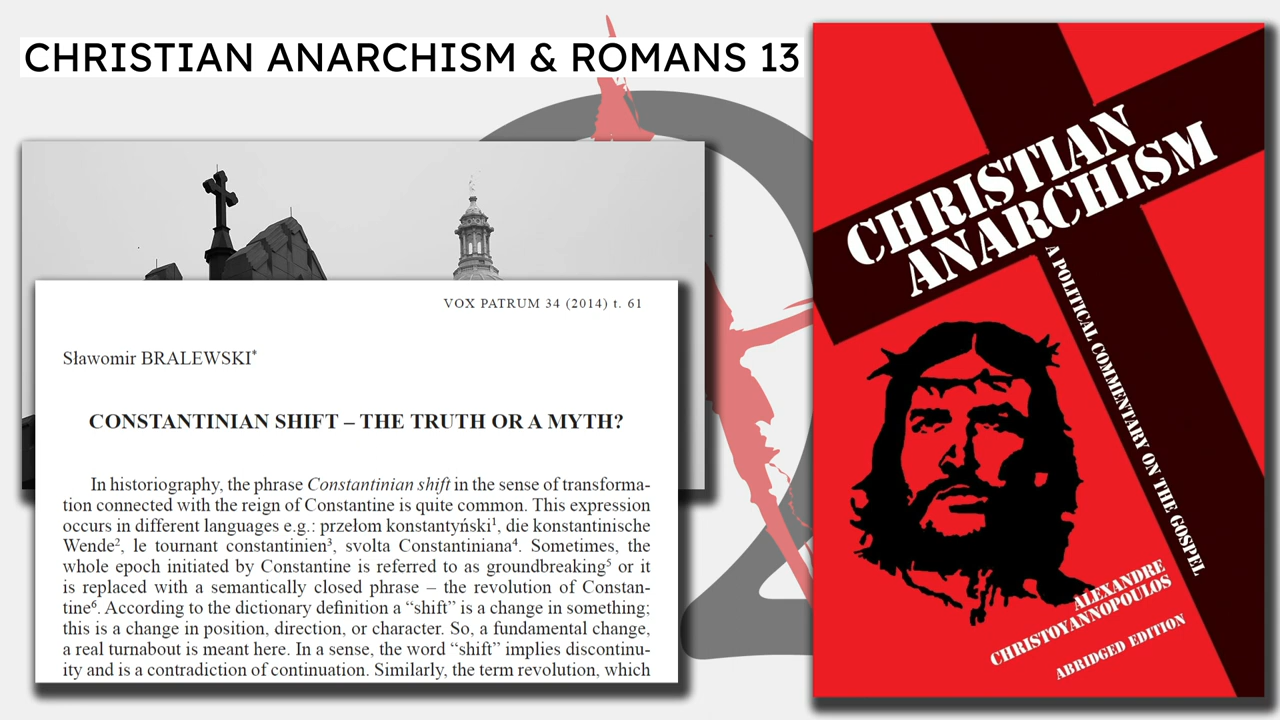 CHRISTIAN ANARCHISM & ROMANS 13
VOX PATRUM 34 (2014) t. 61
Sławomir BRALEWSKI*
CONSTANTINIAN SHIFT – THE TRUTH OR A MYTH?
In historiography, the phrase Constantinian shift in the sense of transforma-
tion connected with the reign of Constantine is quite common. This expression
occurs in different languages e.g.: przełom konstantyński¹, die konstantinische
Wende², le tournant constantinien³, svolta Constantiniana⁴. Sometimes, the
whole epoch initiated by Constantine is referred to as groundbreaking⁵ or it
is replaced with a semantically closed phrase – the revolution of Constan-
tine⁶. According to the dictionary definition a “shift” is a change in something;
this is a change in position, direction, or character. So, a fundamental change,
a real turnabout is meant here. In a sense, the word “shift” implies discontinu-
ity and is a contradiction of continuation. Similarly, the term revolution, which
CHRISTIAN
ANARCHISM
A POLITICAL COMMENTARY ON THE GOSPEL
ALEXANDRE
CHRISTOYANNOPOULOS
ABRIDGED EDITION